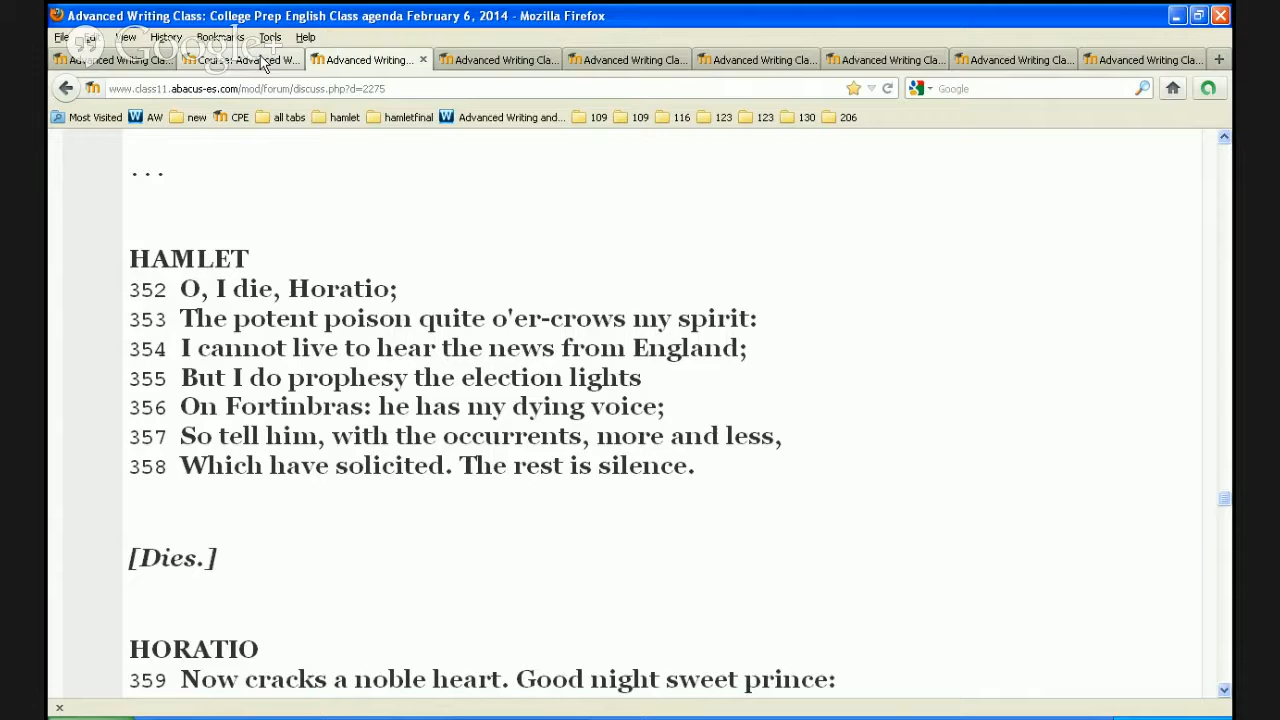 Advanced Writing Class: College Prep English Class agenda February 6, 2014 - Mozilla Firefox
File Edit View History Bookmarks Tools Help
Google+
Advanced Writing Cla... Course: Advanced W... Advanced Writing... × Advanced Writing Cla... Advanced Writing Cla... Advanced Writing Cla... Advanced Writing Cla... Advanced Writing Cla... Advanced Writing Cla... +
www.class11.abacus-es.com/mod/forum/discuss.php?d=2275 Google
Most Visited AW new CPE all tabs hamlet hamletfinal Advanced Writing and... 109 109 116 123 123 130 206
...
HAMLET
352 O, I die, Horatio;
353 The potent poison quite o'er-crows my spirit:
354 I cannot live to hear the news from England;
355 But I do prophesy the election lights
356 On Fortinbras: he has my dying voice;
357 So tell him, with the occurrents, more and less,
358 Which have solicited. The rest is silence.
[Dies.]
HORATIO
359 Now cracks a noble heart. Good night sweet prince: